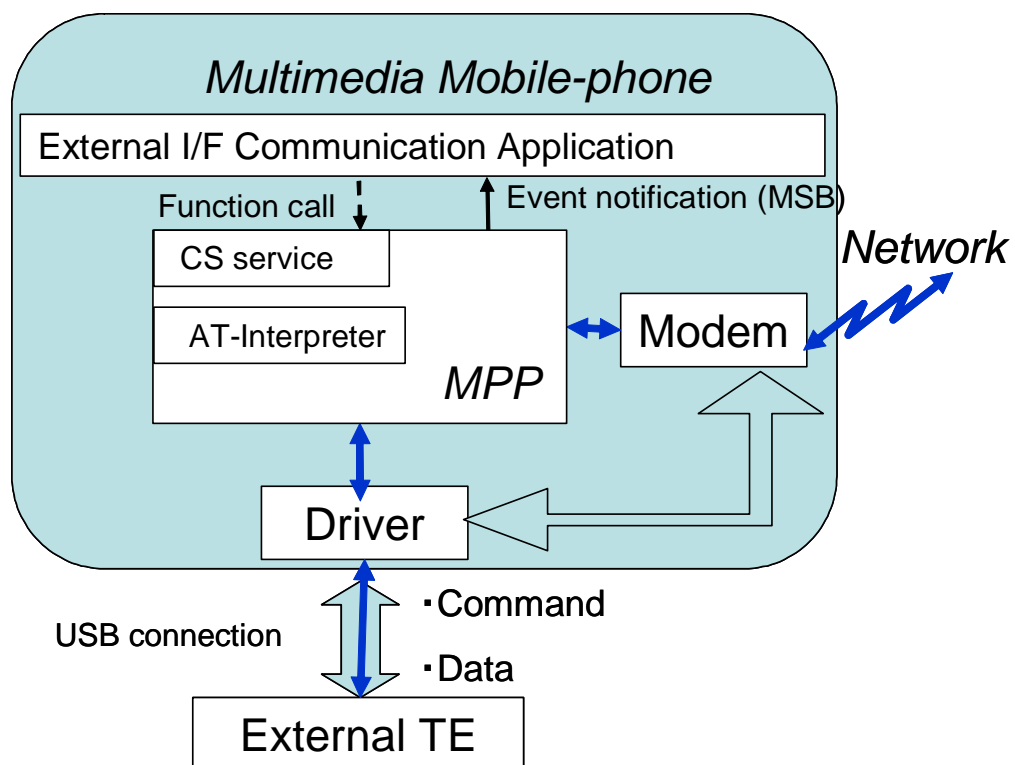 Multimedia Mobile-phone
External I/F Communication Application
Function call
Event notification (MSB)
CS service
Network
AT-Interpreter
Modem
MPP
Driver
・Command
USB connection
・Data
External TE